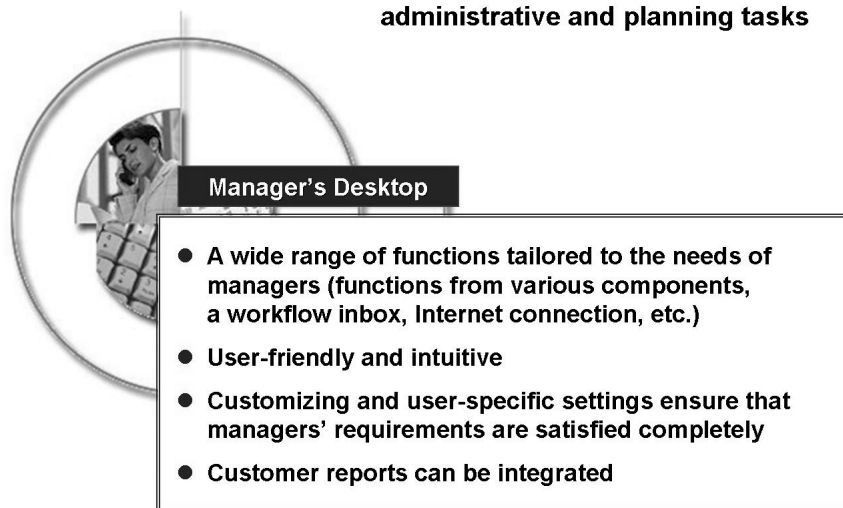 administrative and planning tasks
Manager's Desktop
● A wide range of functions tailored to the needs of
managers (functions from various components,
a workflow inbox, Internet connection, etc.)
● User-friendly and intuitive
● Customizing and user-specific settings ensure that
managers' requirements are satisfied completely
● Customer reports can be integrated